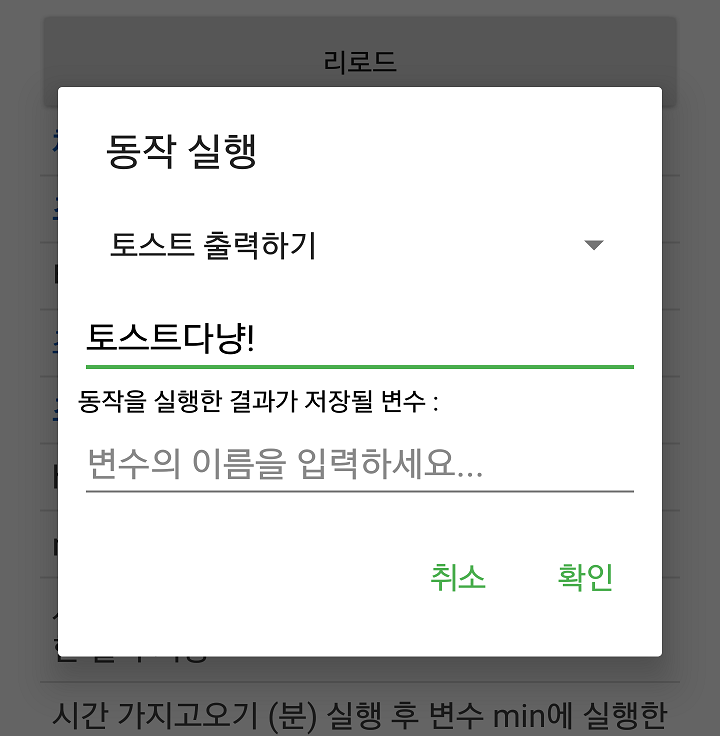 리로드
동작 실행
토스트 출력하기
토스트다냥!
동작을 실행한 결과가 저장될 변수 :
변수의 이름을 입력하세요...
취소 확인
시간 가지고오기 (분) 실행 후 변수 min에 실행한